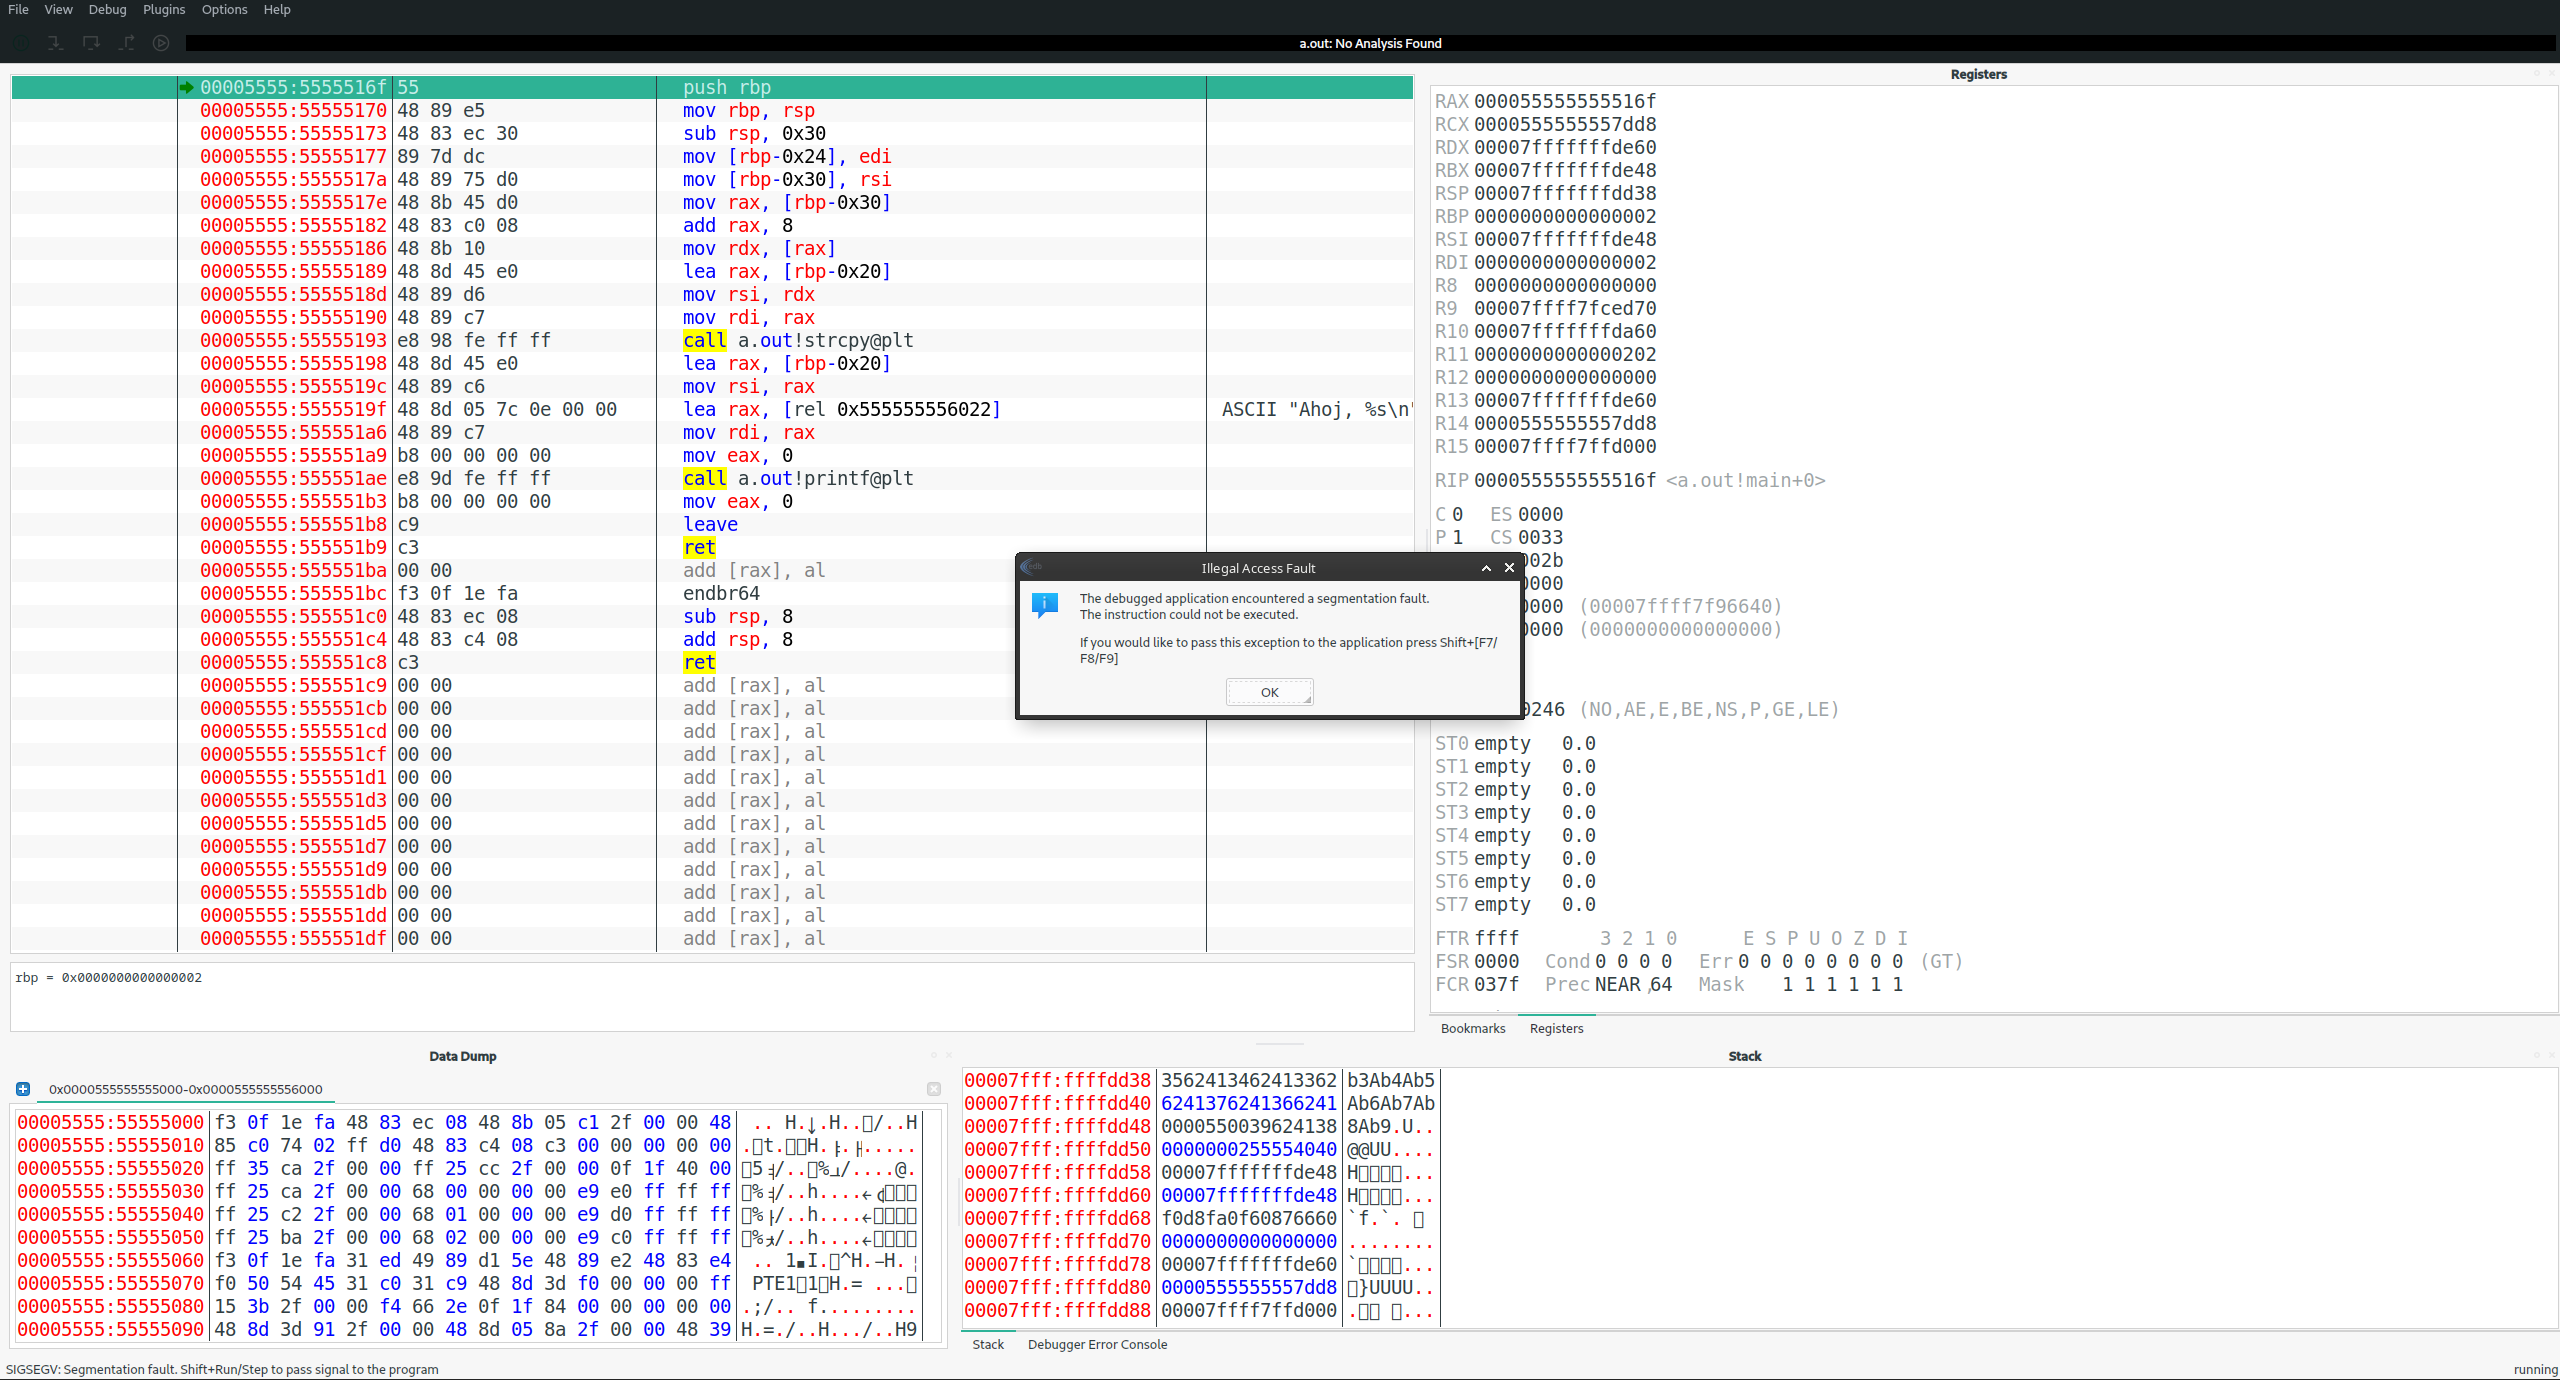 File View Debug Plugins Options Help
a.out: No Analysis Found
00005555:5555516f 55 push rbp
00005555:55555170 48 89 e5 mov rbp, rsp
00005555:55555173 48 83 ec 30 sub rsp, 0x30
00005555:55555177 89 7d dc mov [rbp-0x24], edi
00005555:5555517a 48 89 75 d0 mov [rbp-0x30], rsi
00005555:5555517e 48 8b 45 d0 mov rax, [rbp-0x30]
00005555:55555182 48 83 c0 08 add rax, 8
00005555:55555186 48 8b 10 mov rdx, [rax]
00005555:55555189 48 8d 45 e0 lea rax, [rbp-0x20]
00005555:5555518d 48 89 d6 mov rsi, rdx
00005555:55555190 48 89 c7 mov rdi, rax
00005555:55555193 e8 98 fe ff ff call a.out!strcpy@plt
00005555:55555198 48 8d 45 e0 lea rax, [rbp-0x20]
00005555:5555519c 48 89 c6 mov rsi, rax
00005555:5555519f 48 8d 05 7c 0e 00 00 lea rax, [rel 0x555555556022] ASCII "Ahoj, %s\n"
00005555:555551a6 48 89 c7 mov rdi, rax
00005555:555551a9 b8 00 00 00 00 mov eax, 0
00005555:555551ae e8 9d fe ff ff call a.out!printf@plt
00005555:555551b3 b8 00 00 00 00 mov eax, 0
00005555:555551b8 c9 leave
00005555:555551b9 c3 ret
00005555:555551ba 00 00 add [rax], al
00005555:555551bc f3 0f 1e fa endbr64
00005555:555551c0 48 83 ec 08 sub rsp, 8
00005555:555551c4 48 83 c4 08 add rsp, 8
00005555:555551c8 c3 ret
00005555:555551c9 00 00 add [rax], al
00005555:555551cb 00 00 add [rax], al
00005555:555551cd 00 00 add [rax], al
00005555:555551cf 00 00 add [rax], al
00005555:555551d1 00 00 add [rax], al
00005555:555551d3 00 00 add [rax], al
00005555:555551d5 00 00 add [rax], al
00005555:555551d7 00 00 add [rax], al
00005555:555551d9 00 00 add [rax], al
00005555:555551db 00 00 add [rax], al
00005555:555551dd 00 00 add [rax], al
00005555:555551df 00 00 add [rax], al
rbp = 0x0000000000000002
Registers
RAX 000055555555516f
RCX 0000555555557dd8
RDX 00007fffffffde60
RBX 00007fffffffde48
RSP 00007fffffffdd38
RBP 0000000000000002
RSI 00007fffffffde48
RDI 0000000000000002
R8 0000000000000000
R9 00007ffff7fced70
R10 00007fffffffda60
R11 0000000000000202
R12 0000000000000000
R13 00007fffffffde60
R14 0000555555557dd8
R15 00007ffff7ffd000
RIP 000055555555516f <a.out!main+0>
C 0 ES 0000
P 1 CS 0033
002b
0000
0000 (00007ffff7f96640)
0000 (0000000000000000)
0246 (NO,AE,E,BE,NS,P,GE,LE)
ST0 empty 0.0
ST1 empty 0.0
ST2 empty 0.0
ST3 empty 0.0
ST4 empty 0.0
ST5 empty 0.0
ST6 empty 0.0
ST7 empty 0.0
FTR ffff 3 2 1 0 E S P U O Z D I
FSR 0000 Cond 0 0 0 0 Err 0 0 0 0 0 0 0 0 (GT)
FCR 037f Prec NEAR,64 Mask 1 1 1 1 1 1
Bookmarks Registers
Illegal Access Fault
The debugged application encountered a segmentation fault.
The instruction could not be executed.
If you would like to pass this exception to the application press Shift+[F7/
F8/F9]
OK
Data Dump
0x0000555555555000-0x0000555555556000
00005555:55555000 f3 0f 1e fa 48 83 ec 08 48 8b 05 c1 2f 00 00 48
00005555:55555010 85 c0 74 02 ff d0 48 83 c4 08 c3 00 00 00 00 00
00005555:55555020 ff 35 ca 2f 00 00 ff 25 cc 2f 00 00 0f 1f 40 00
00005555:55555030 ff 25 ca 2f 00 00 68 00 00 00 00 e9 e0 ff ff ff
00005555:55555040 ff 25 c2 2f 00 00 68 01 00 00 00 e9 d0 ff ff ff
00005555:55555050 ff 25 ba 2f 00 00 68 02 00 00 00 e9 c0 ff ff ff
00005555:55555060 f3 0f 1e fa 31 ed 49 89 d1 5e 48 89 e2 48 83 e4
00005555:55555070 f0 50 54 45 31 c0 31 c9 48 8d 3d f0 00 00 00 ff
00005555:55555080 15 3b 2f 00 00 f4 66 2e 0f 1f 84 00 00 00 00 00
00005555:55555090 48 8d 3d 91 2f 00 00 48 8d 05 8a 2f 00 00 48 39
Stack
00007fff:ffffdd38 3562413462413362 b3Ab4Ab5
00007fff:ffffdd40 6241376241366241 Ab6Ab7Ab
00007fff:ffffdd48 0000550039624138 8Ab9.U..
00007fff:ffffdd50 0000000255554040 @@UU....
00007fff:ffffdd58 00007fffffffde48
00007fff:ffffdd60 00007fffffffde48
00007fff:ffffdd68 f0d8fa0f60876660
00007fff:ffffdd70 0000000000000000 ........
00007fff:ffffdd78 00007fffffffde60
00007fff:ffffdd80 0000555555557dd8
00007fff:ffffdd88 00007ffff7ffd000
Stack Debugger Error Console
SIGSEGV: Segmentation fault. Shift+Run/Step to pass signal to the program
running